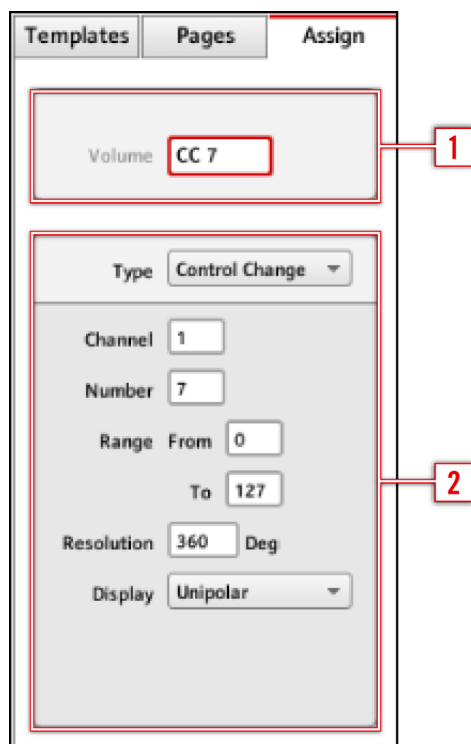 Templates Pages Assign
Volume CC 7
1
Type Control Change
Channel 1
Number 7
Range From 0
To 127
2
Resolution 360 Deg
Display Unipolar